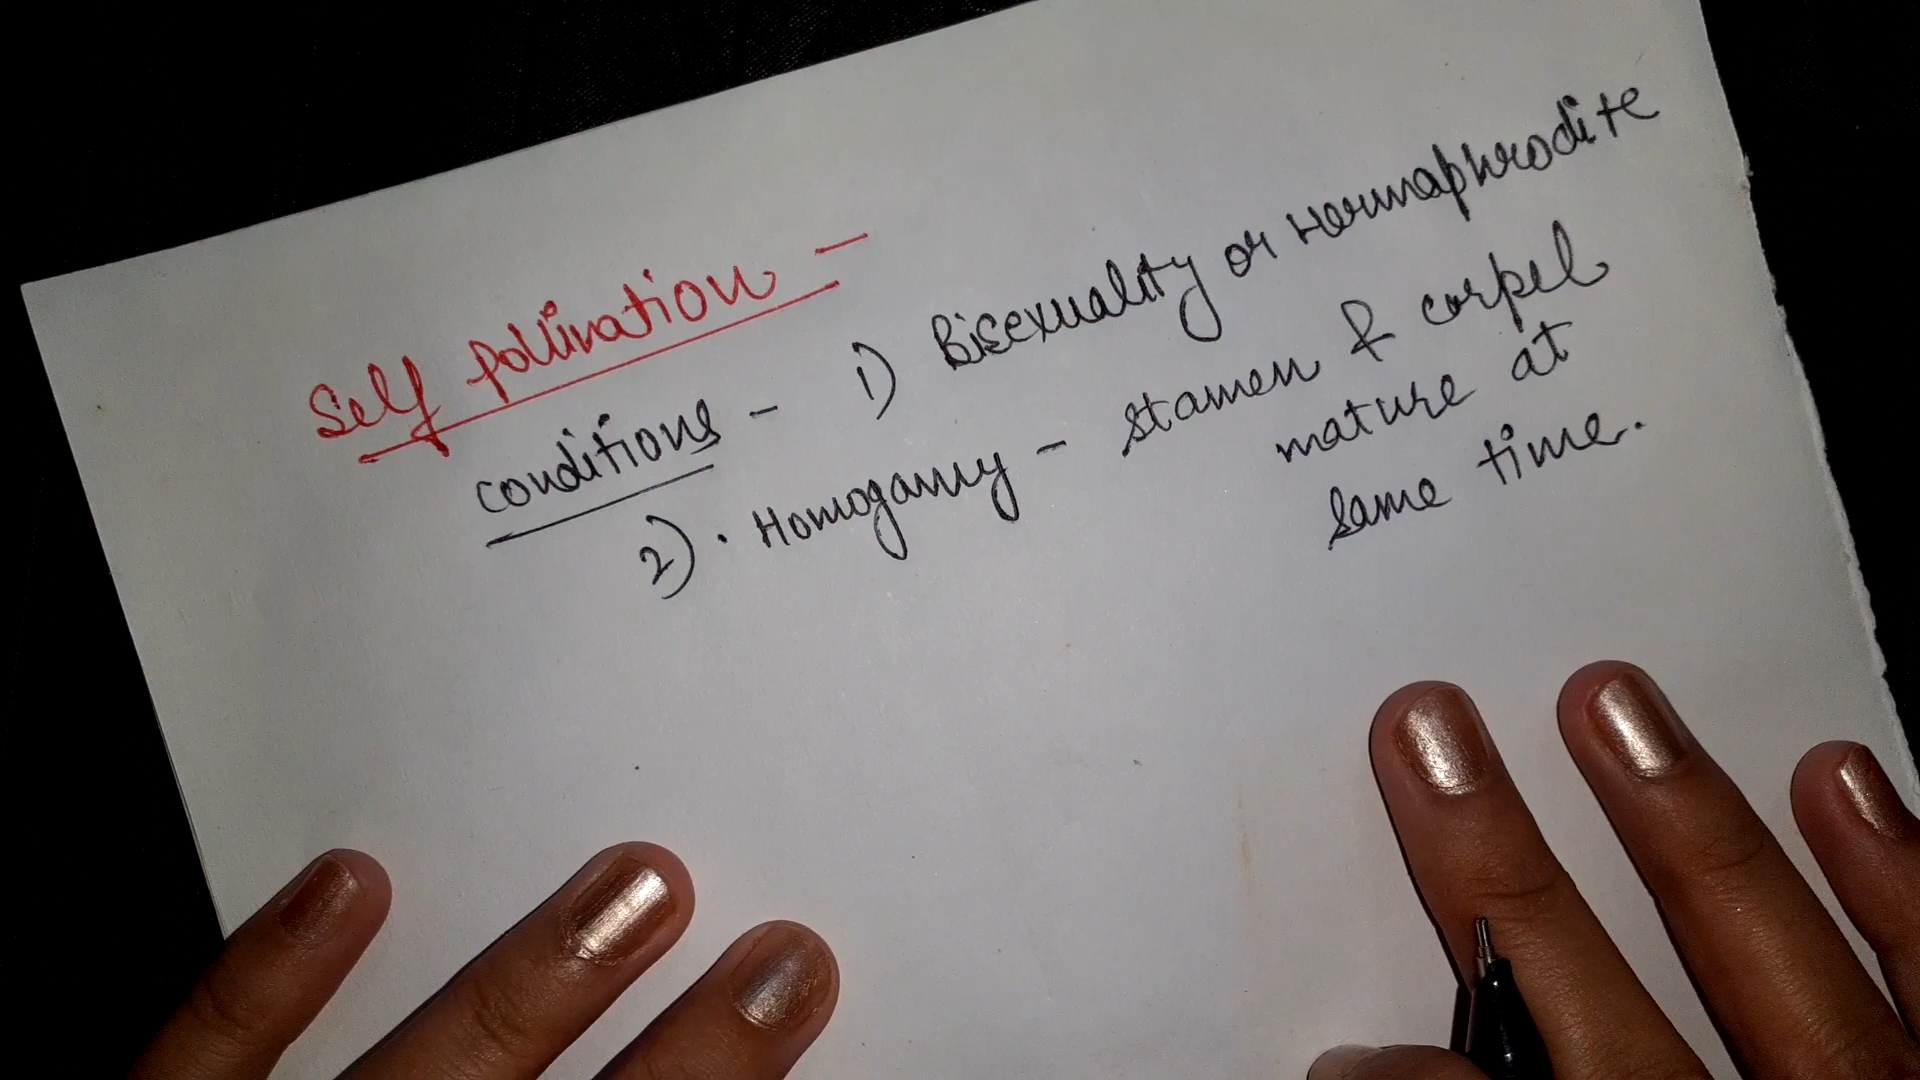 Self pollination -
conditions - 1) Bisexuality or Hermaphrodite
2). Homogamy - stamen & carpel
mature at
same time.